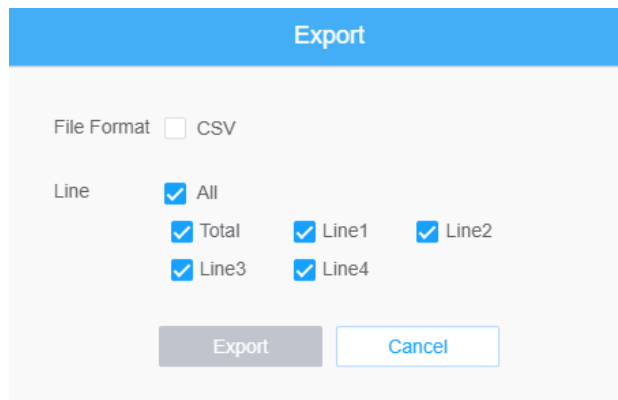 Export
File Format CSV
Line All
Total Line1 Line2
Line3 Line4
Export Cancel